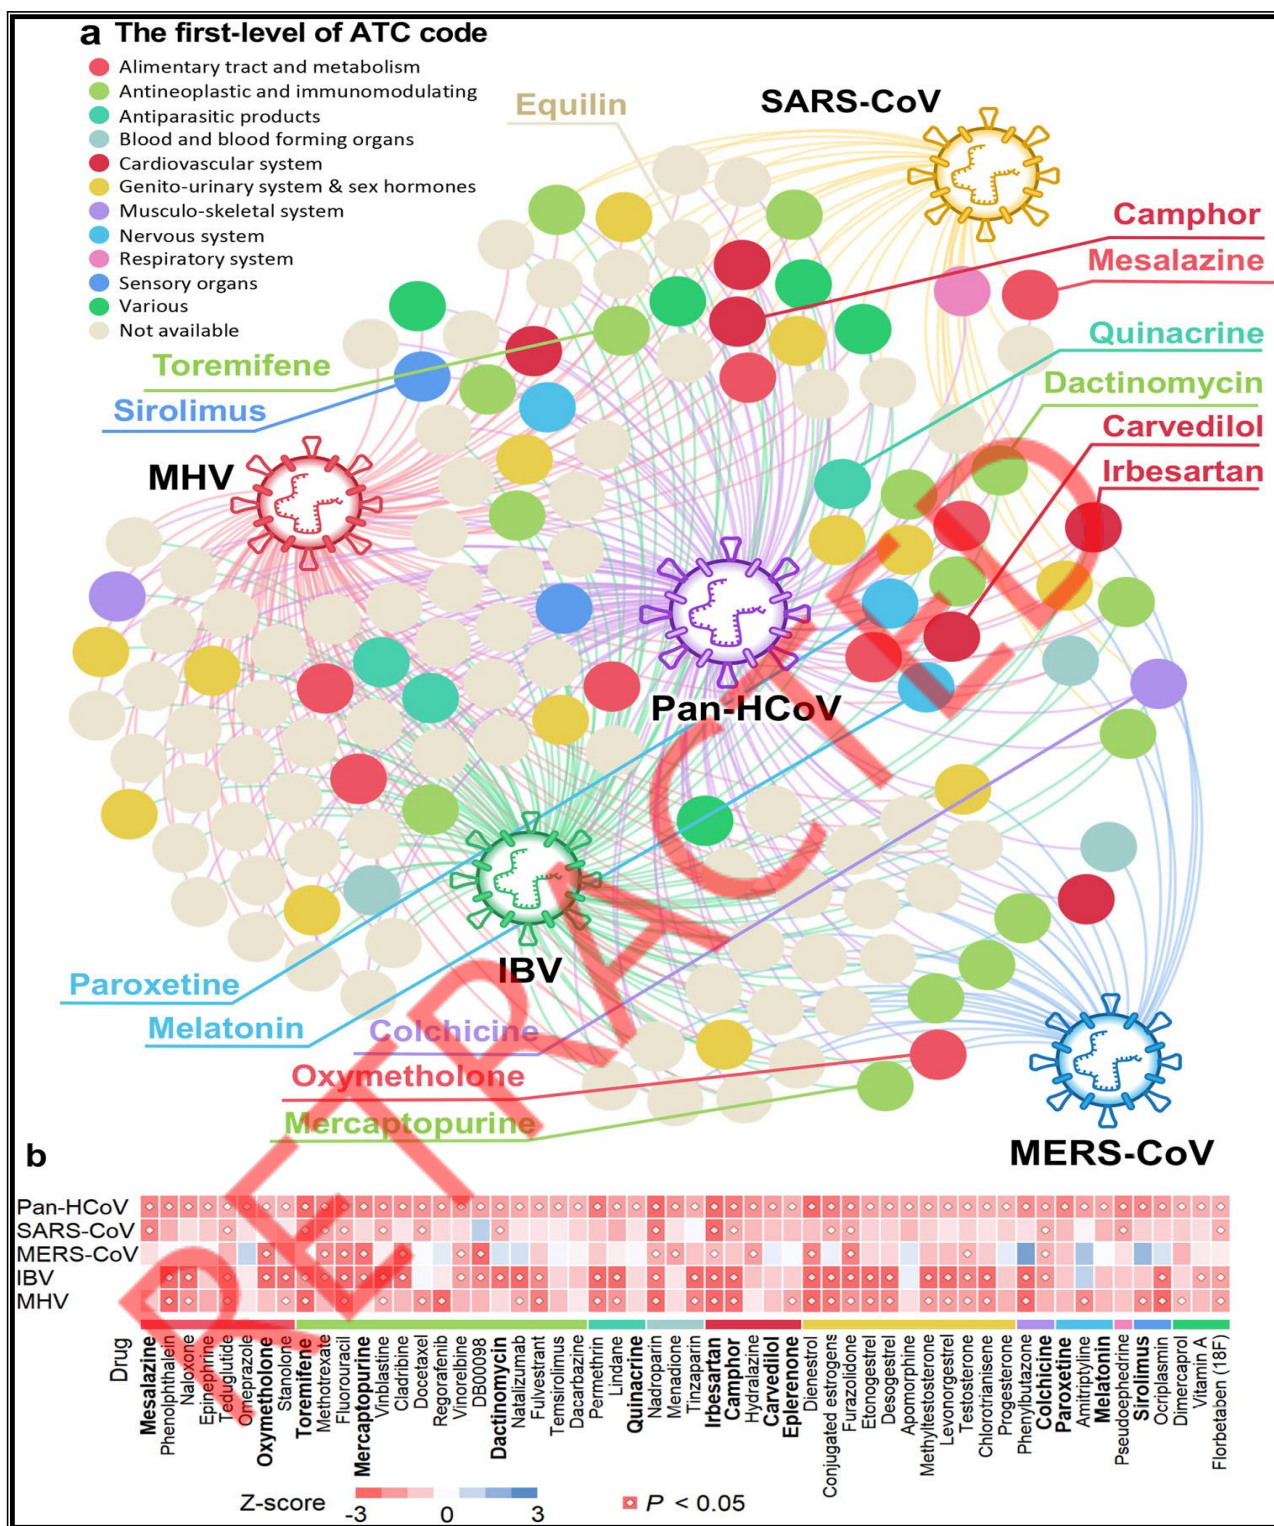 a The first-level of ATC code
Alimentary tract and metabolism
Antineoplastic and immunomodulating
Antiparasitic products
Blood and blood forming organs
Cardiovascular system
Genito-urinary system & sex hormones
Musculo-skeletal system
Nervous system
Respiratory system
Sensory organs
Various
Not available
Equilin
SARS-CoV
Camphor
Mesalazine
Quinacrine
Dactinomycin
Carvedilol
Irbesartan
Toremifene
Sirolimus
MHV
Pan-HCoV
IBV
Paroxetine
Melatonin
Colchicine
Oxymetholone
Mercaptopurine
MERS-CoV
RETRACTED
b
Pan-HCoV
SARS-CoV
MERS-CoV
IBV
MHV
Drug
Mesalazine
Phenolphthalein
Naloxone
Epinephrine
Teduglutide
Omeprazole
Oxymetholone
Stanolone
Toremifene
Methotrexate
Fluorouracil
Mercaptopurine
Vinblastine
Cladribine
Docetaxel
Regorafenib
Vinorelbine
DB00098
Dactinomycin
Natalizumab
Fulvestrant
Temsirolimus
Dacarbazine
Permethrin
Lindane
Quinacrine
Nadroparin
Menadione
Tinzaparin
Irbesartan
Camphor
Hydralazine
Carvedilol
Eplerenone
Dienestrol
Conjugated estrogens
Furazolidone
Etonogestrel
Desogestrel
Apomorphine
Methyltestosterone
Levonorgestrel
Testosterone
Chlorotrianisene
Progesterone
Phenylbutazone
Colchicine
Paroxetine
Amitriptyline
Melatonin
Pseudoephedrine
Sirolimus
Ocriplasmin
Dimercaprol
Vitamin A
Florbetaben (18F)
Z-score
-3 0 3
P < 0.05